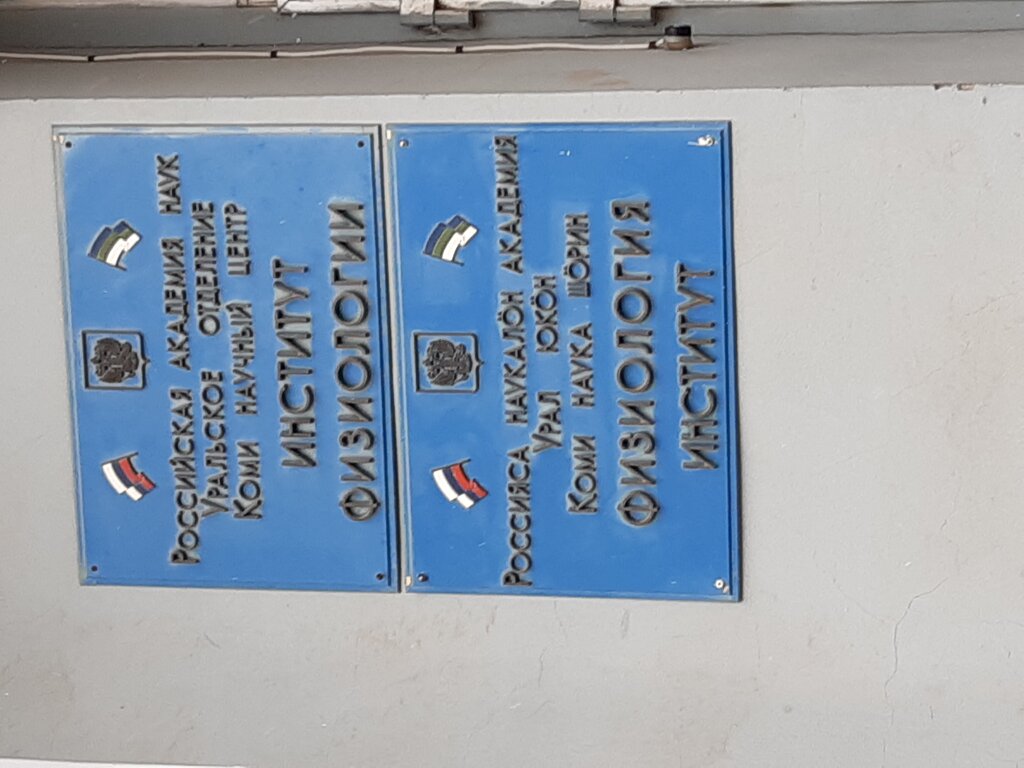 Российская академия наук
Уральское отделение
Коми научный центр
ИНСТИТУТ
ФИЗИОЛОГИИ
Россияса наукалӧн академия
Урал юкӧн
Коми наука шӧрин
ФИЗИОЛОГИЯ
ИНСТИТУТ